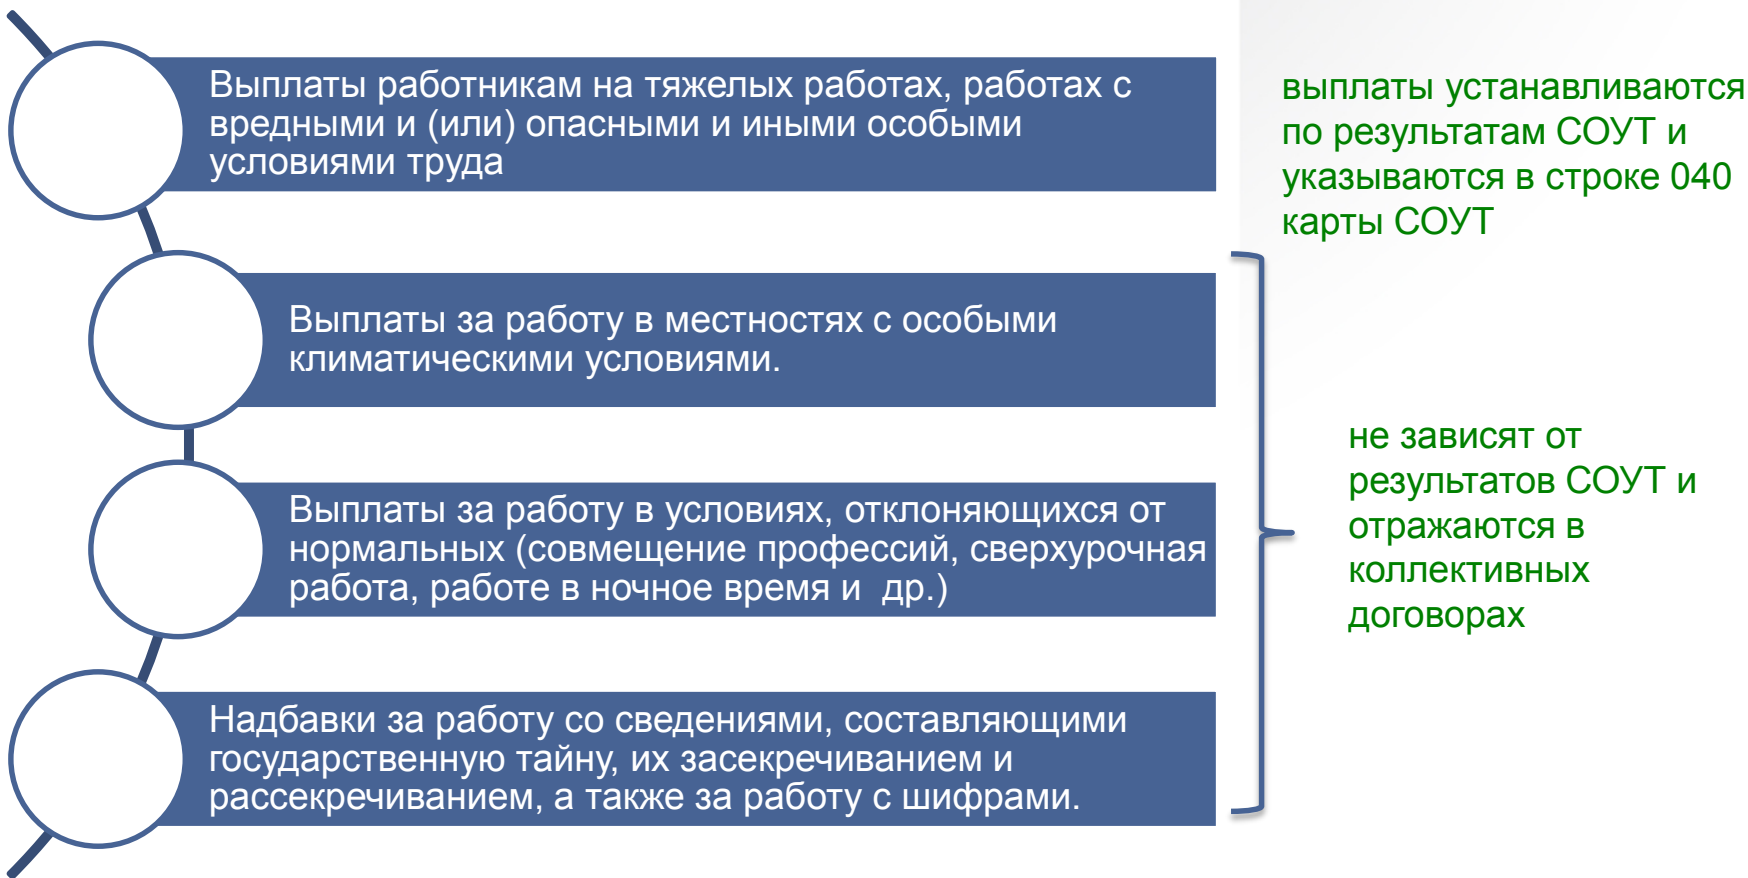 Выплаты работникам на тяжелых работах, работах с
вредными и (или) опасными и иными особыми
условиями труда
выплаты устанавливаются
по результатам СОУТ и
указываются в строке 040
карты СОУТ
Выплаты за работу в местностях с особыми
климатическими условиями.
Выплаты за работу в условиях, отклоняющихся от
нормальных (совмещение профессий, сверхурочная
работа, работе в ночное время и  др.)
Надбавки за работу со сведениями, составляющими
государственную тайну, их засекречиванием и
рассекречиванием, а также за работу с шифрами.
не зависят от
результатов СОУТ и
отражаются в
коллективных
договорах